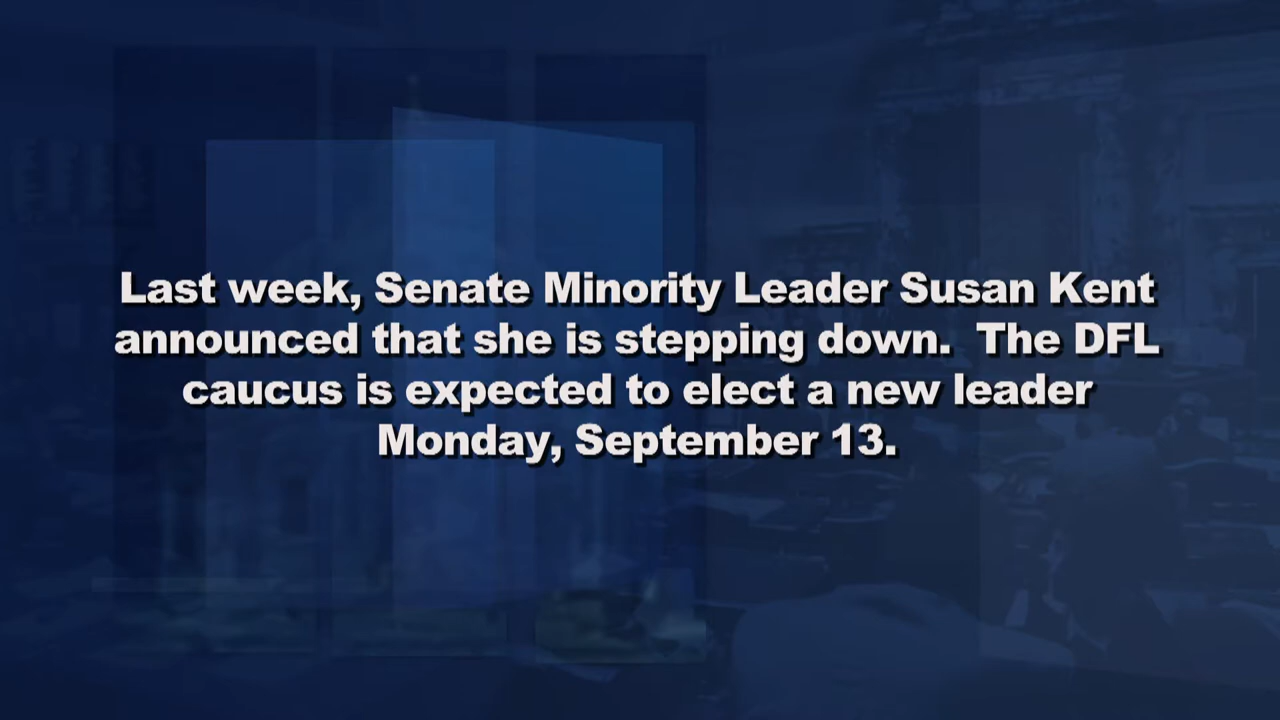 Last week, Senate Minority Leader Susan Kent
announced that she is stepping down.  The DFL
caucus is expected to elect a new leader
Monday, September 13.